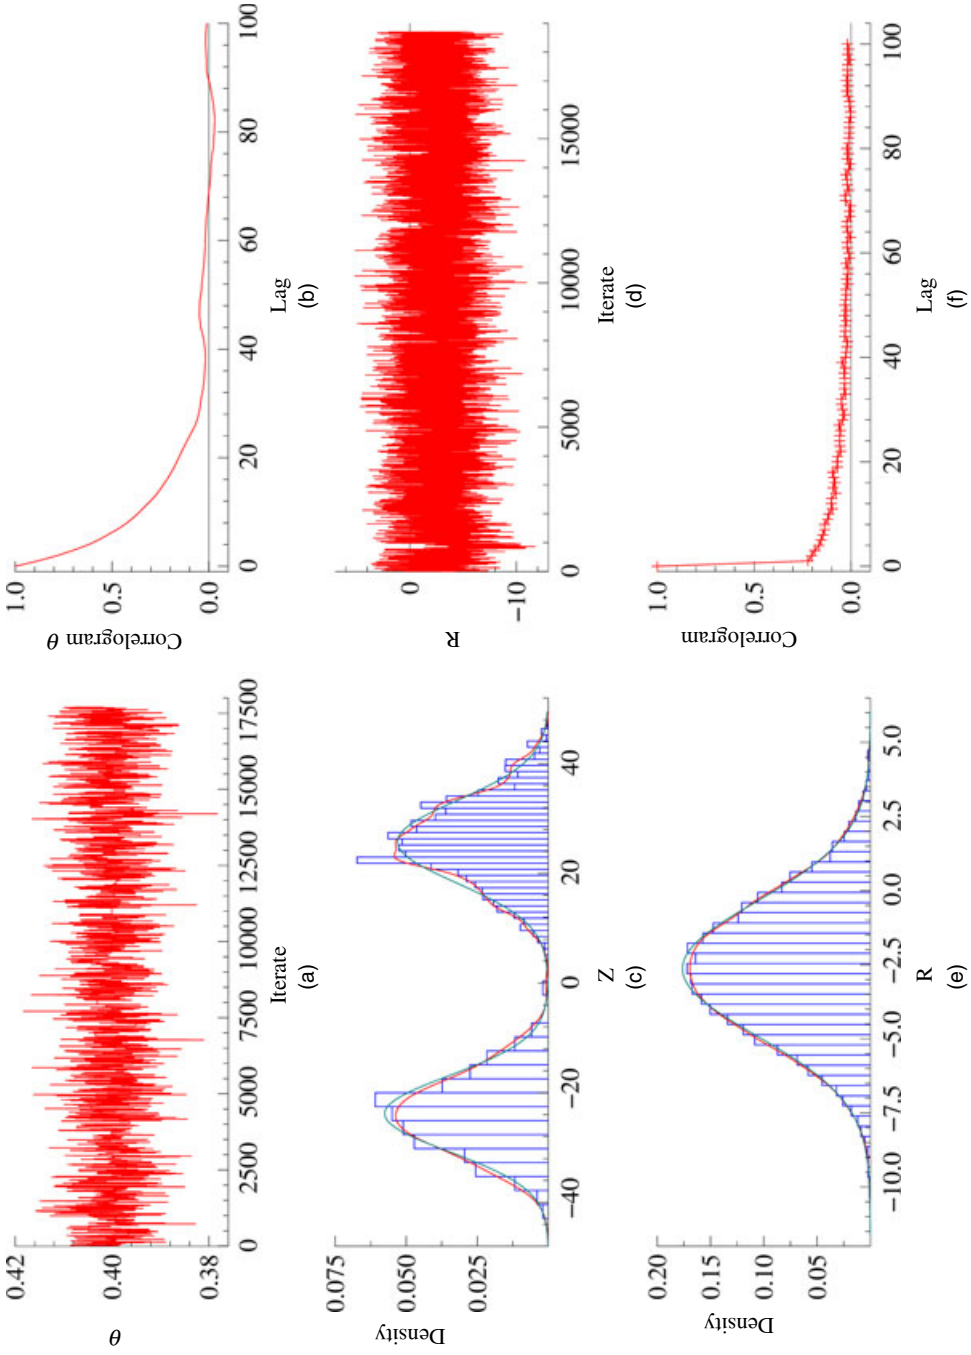 0.42
0.40
0.38
θ
0 2500 5000 7500 10000 12500 15000 17500
Iterate
(a)
1.0
0.5
0.0
Correlogram θ
0 20 40 60 80 100
Lag
(b)
0.075
0.050
0.025
Density
−40 −20 0 20 40
Z
(c)
0
−10
R
0 5000 10000 15000
Iterate
(d)
0.20
0.15
0.10
0.05
Density
−10.0 −7.5 −5.0 −2.5 0.0 2.5 5.0
R
(e)
1.0
0.5
0.0
Correlogram
0 20 40 60 80 100
Lag
(f)